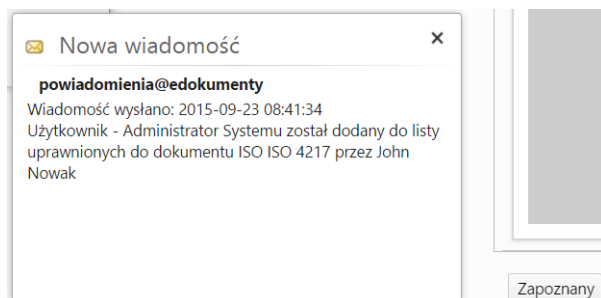 Nowa wiadomość
powiadomienia@edokumenty
Wiadomość wysłano: 2015-09-23 08:41:34
Użytkownik - Administrator Systemu został dodany do listy
uprawnionych do dokumentu ISO ISO 4217 przez John
Nowak
Zapoznany